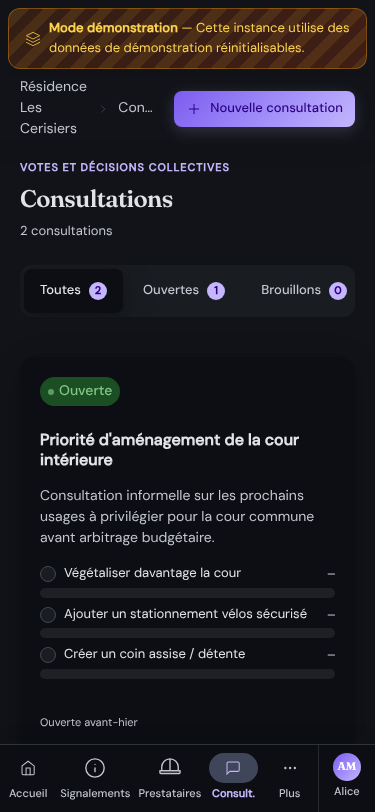 Mode démonstration — Cette instance utilise des
données de démonstration réinitialisables.
Résidence
Les
Cerisiers
Con...
Nouvelle consultation
VOTES ET DÉCISIONS COLLECTIVES
Consultations
2 consultations
Toutes 2
Ouvertes 1
Brouillons 0
Ouverte
Priorité d'aménagement de la cour
intérieure
Consultation informelle sur les prochains
usages à privilégier pour la cour commune
avant arbitrage budgétaire.
Végétaliser davantage la cour –
Ajouter un stationnement vélos sécurisé –
Créer un coin assise / détente –
Ouverte avant-hier
AM
Accueil Signalements Prestataires Consult. Plus Alice